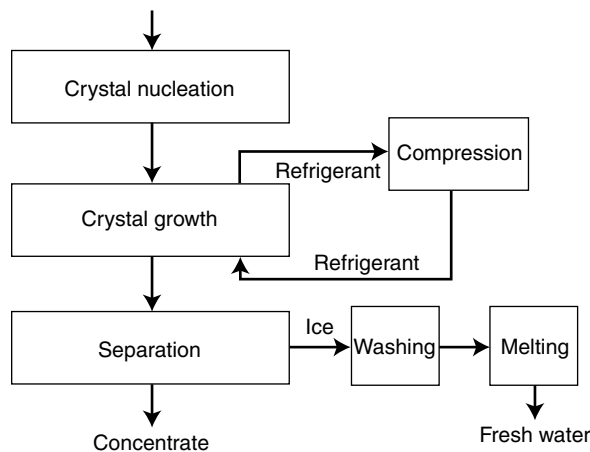 Crystal nucleation
Compression
Refrigerant
Crystal growth
Refrigerant
Ice
Separation
Washing
Melting
Concentrate
Fresh water